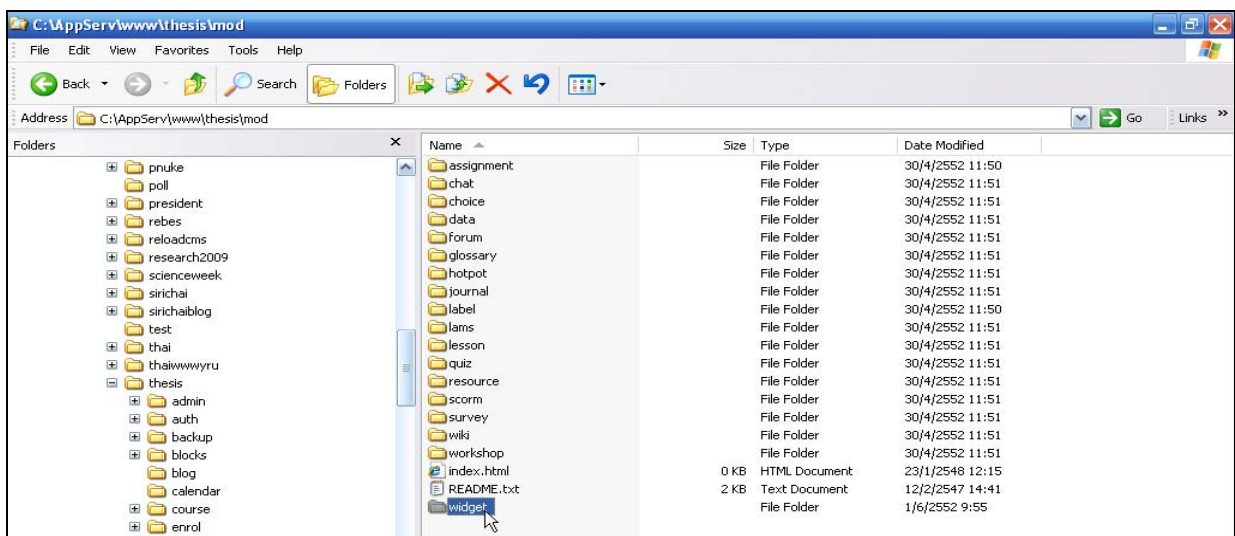 C:\AppServ\www\thesis\mod
File Edit View Favorites Tools Help
Back Search Folders
Address C:\AppServ\www\thesis\mod Go Links »
Folders
pnuke
poll
president
rebes
reloadcms
research2009
scienceweek
sirichai
sirichaiblog
test
thai
thaiwwwyru
thesis
admin
auth
backup
blocks
blog
calendar
course
enrol
Name Size Type Date Modified
assignment File Folder 30/4/2552 11:50
chat File Folder 30/4/2552 11:51
choice File Folder 30/4/2552 11:51
data File Folder 30/4/2552 11:51
forum File Folder 30/4/2552 11:51
glossary File Folder 30/4/2552 11:51
hotpot File Folder 30/4/2552 11:51
journal File Folder 30/4/2552 11:51
label File Folder 30/4/2552 11:50
lams File Folder 30/4/2552 11:51
lesson File Folder 30/4/2552 11:51
quiz File Folder 30/4/2552 11:51
resource File Folder 30/4/2552 11:51
scorm File Folder 30/4/2552 11:51
survey File Folder 30/4/2552 11:51
wiki File Folder 30/4/2552 11:51
workshop File Folder 30/4/2552 11:51
index.html 0 KB HTML Document 23/1/2548 12:15
README.txt 2 KB Text Document 12/2/2547 14:41
widget File Folder 1/6/2552 9:55